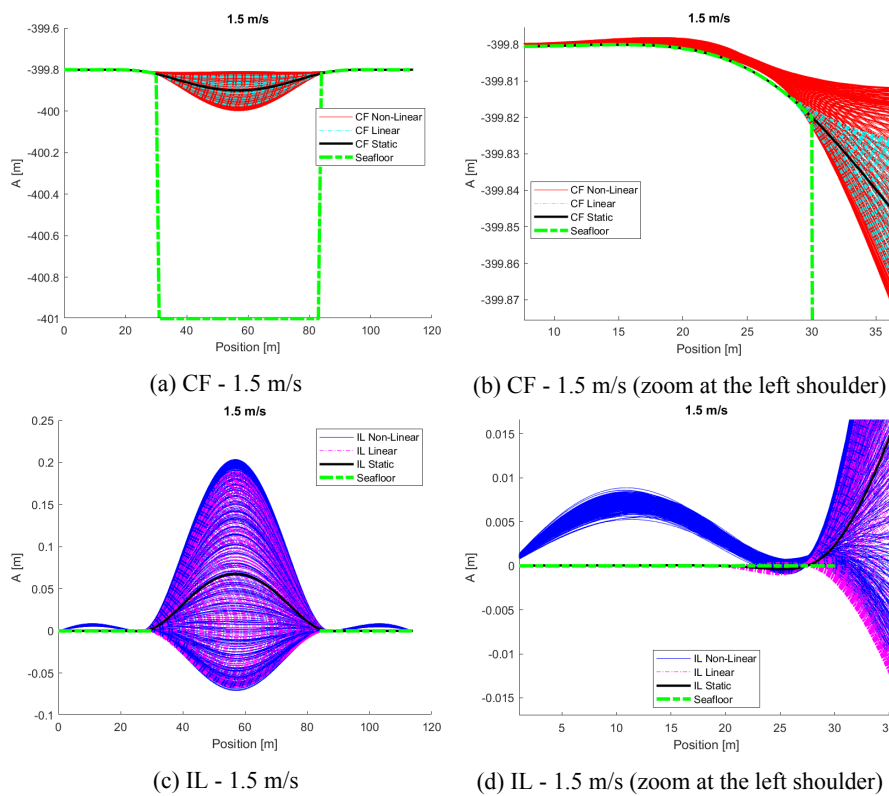 1.5 m/s
-399.6
-399.8
-400
-400.2
-400.4
-400.6
-400.8
-401
A [m]
CF Non-Linear
CF Linear
CF Static
Seafloor
0 20 40 60 80 100 120
Position [m]
(a) CF - 1.5 m/s
-399.8
-399.81
-399.82
-399.83
-399.84
-399.85
-399.86
-399.87
A [m]
CF Non-Linear
CF Linear
CF Static
Seafloor
10 15 20 25 30 35
Position [m]
(b) CF - 1.5 m/s (zoom at the left shoulder)
1.5 m/s
1.5 m/s
0.25
0.2
0.15
0.1
0.05
0
-0.05
-0.1
A [m]
IL Non-Linear
IL Linear
IL Static
Seafloor
0 20 40 60 80 100 120
Position [m]
(c) IL - 1.5 m/s
1.5 m/s
0.015
0.01
0.005
0
-0.005
-0.01
-0.015
A [m]
IL Non-Linear
IL Linear
IL Static
Seafloor
5 10 15 20 25 30
Position [m]
(d) IL - 1.5 m/s (zoom at the left shoulder)